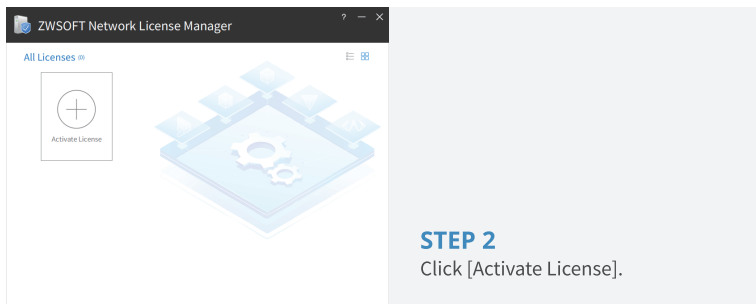 ZWSOFT Network License Manager
All Licenses (0)
Activate License
STEP 2
Click [Activate License].